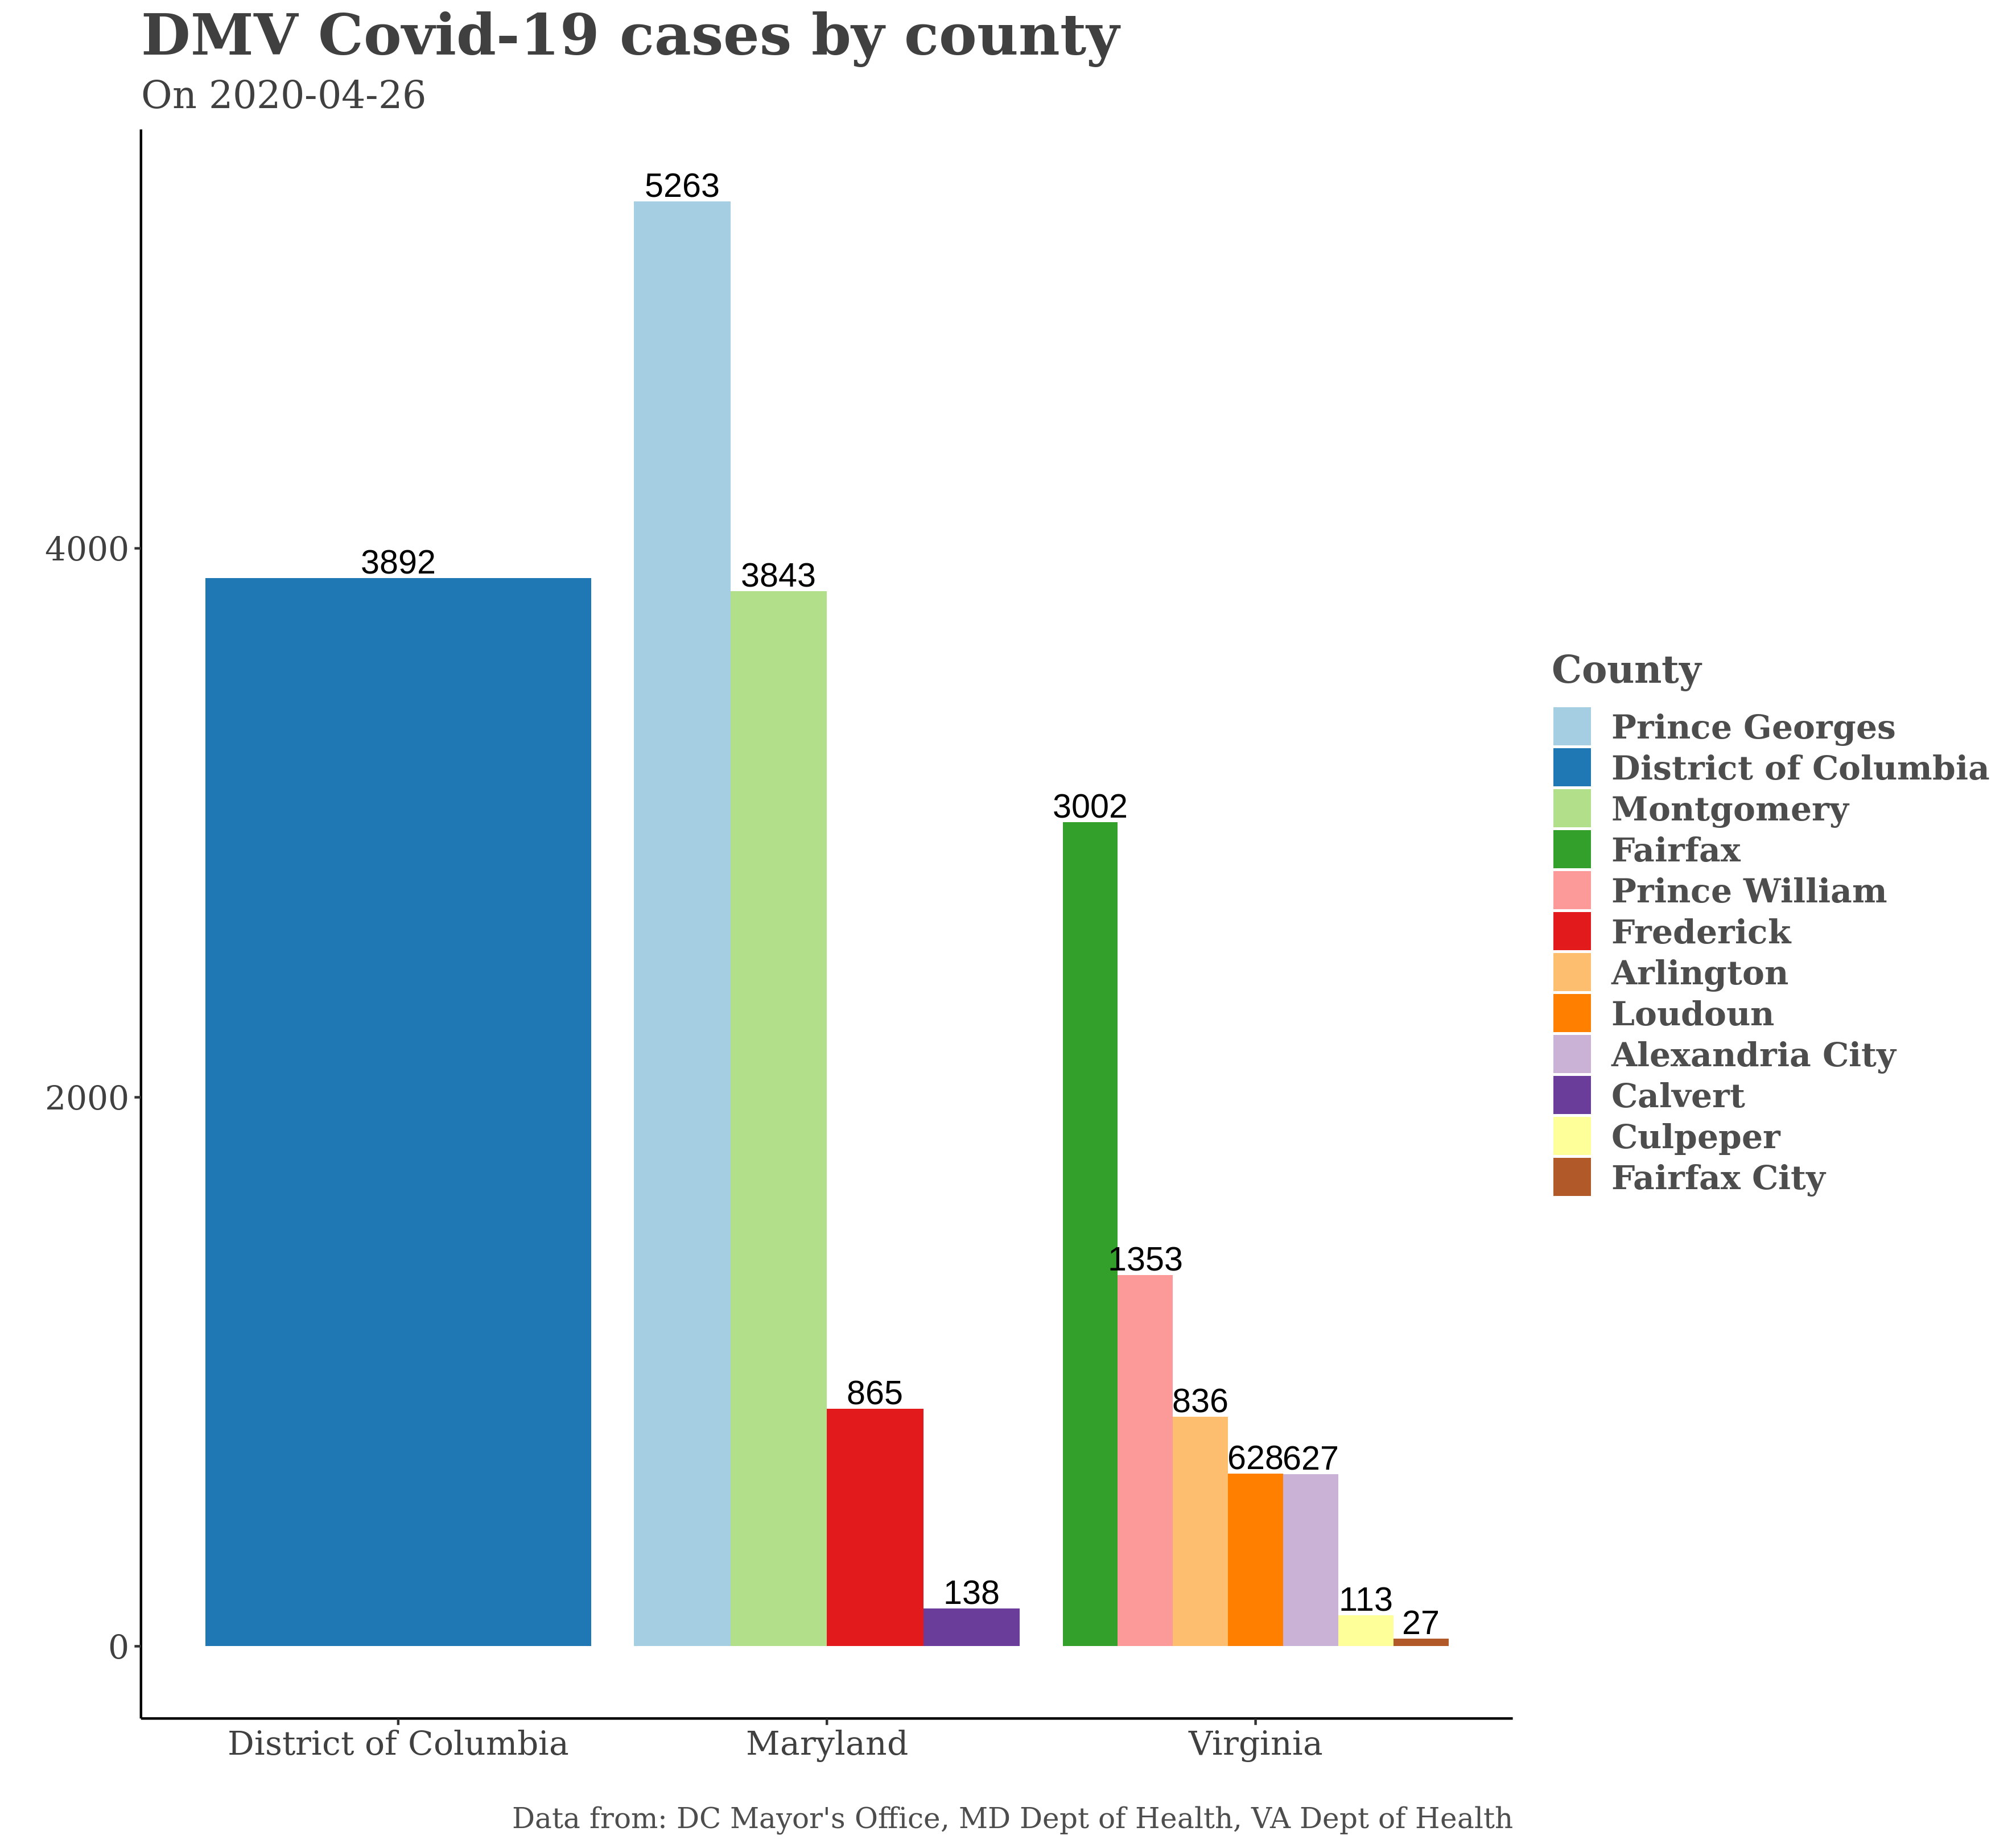 DMV Covid-19 cases by county
On 2020-04-26
5263
3892
3843
4000
3002
2000
1353
865
836
628
627
138
113
27
0
District of Columbia
Maryland
Virginia
County
Prince Georges
District of Columbia
Montgomery
Fairfax
Prince William
Frederick
Arlington
Loudoun
Alexandria City
Calvert
Culpeper
Fairfax City
Data from: DC Mayor's Office, MD Dept of Health, VA Dept of Health